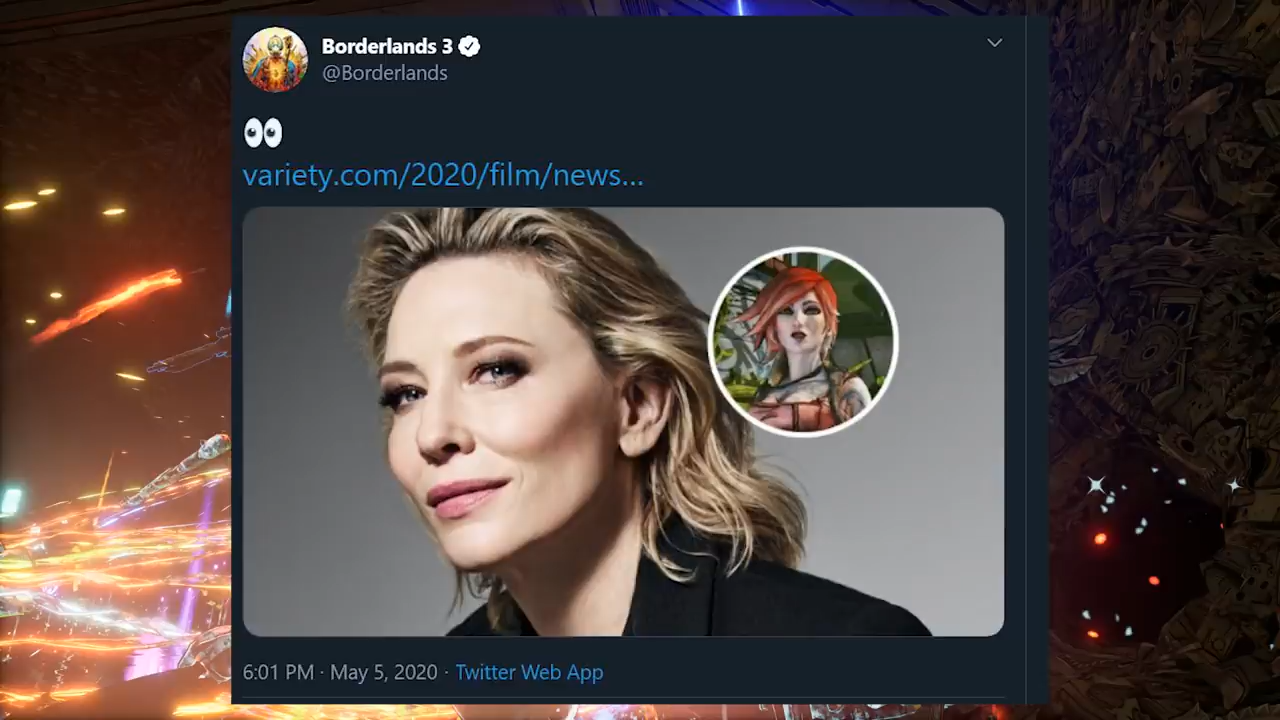 Borderlands 3
@Borderlands
👀
variety.com/2020/film/news...
6:01 PM · May 5, 2020 · Twitter Web App